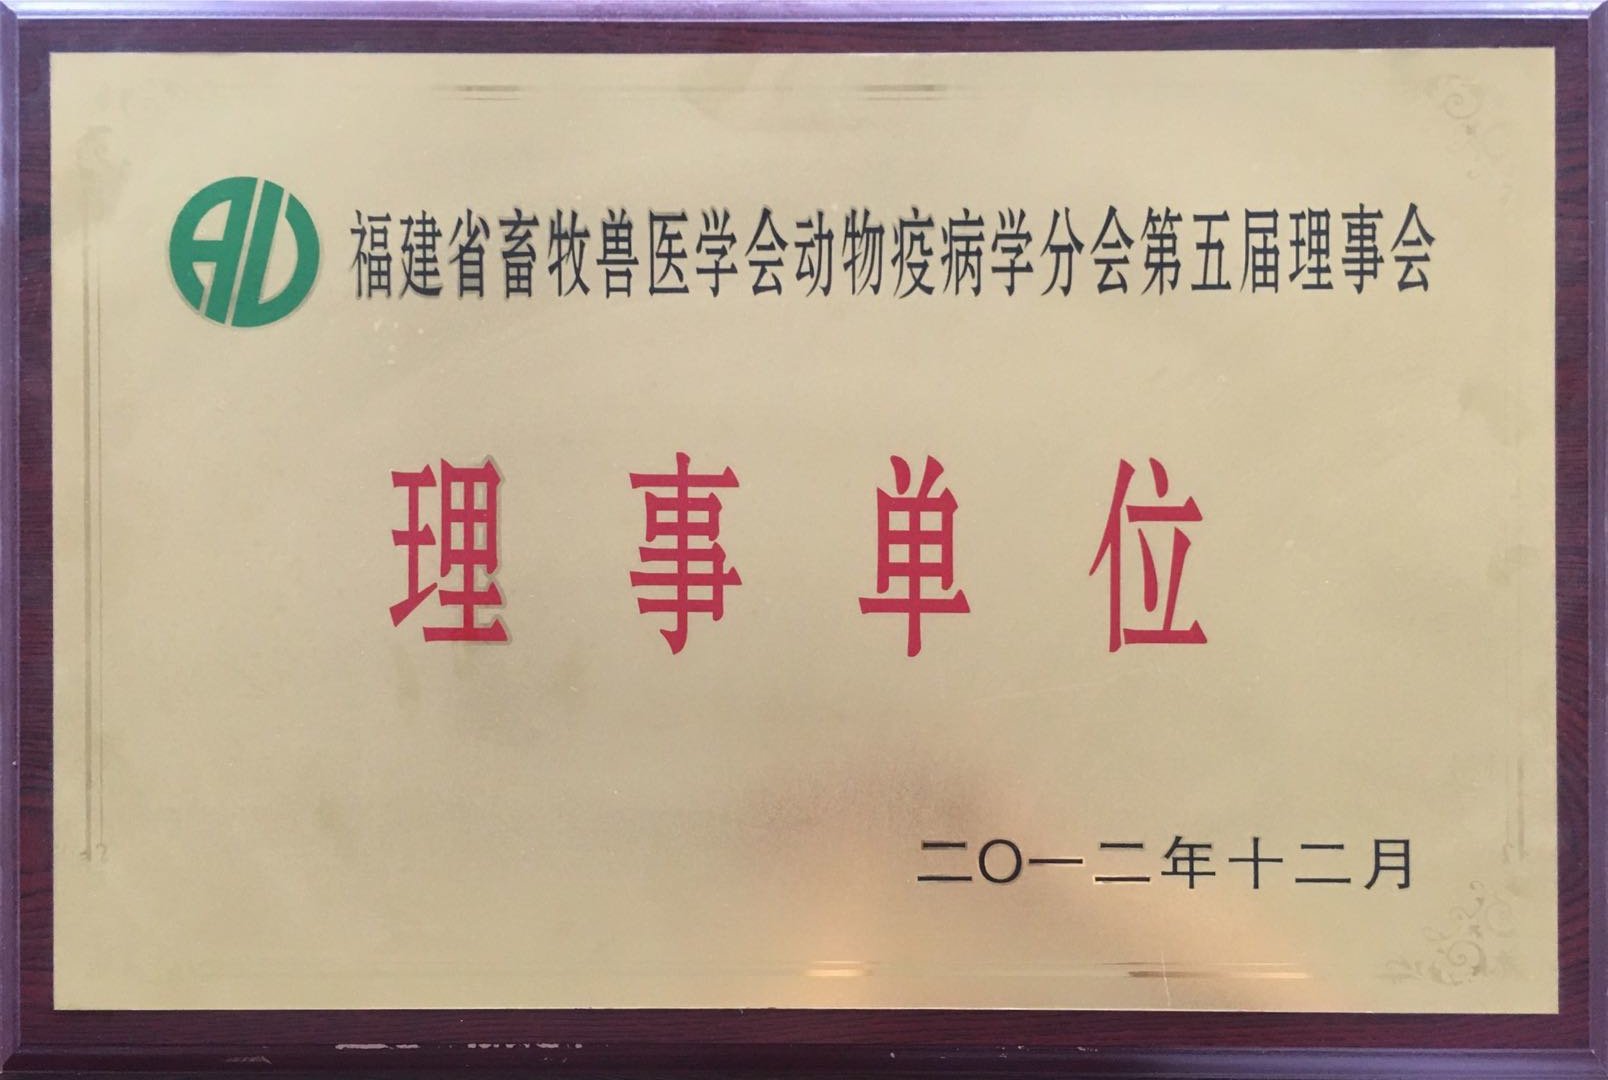 福建省畜牧兽医学会动物疫病学分会第五届理事会
理事单位
二〇一二年十二月